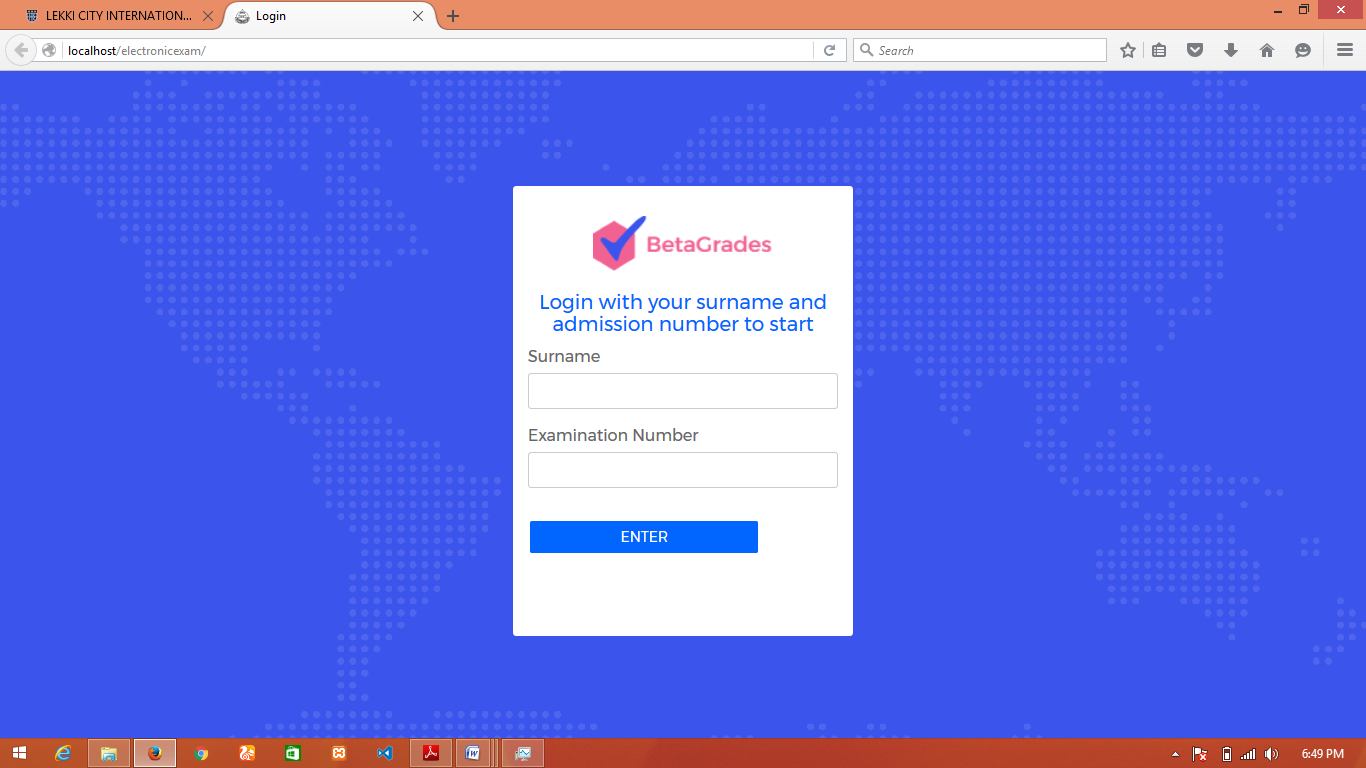 LEKKI CITY INTERNATION...
Login
localhost/electronicexam/
Search
BetaGrades
Login with your surname and
admission number to start
Surname
Examination Number
ENTER
6:49 PM